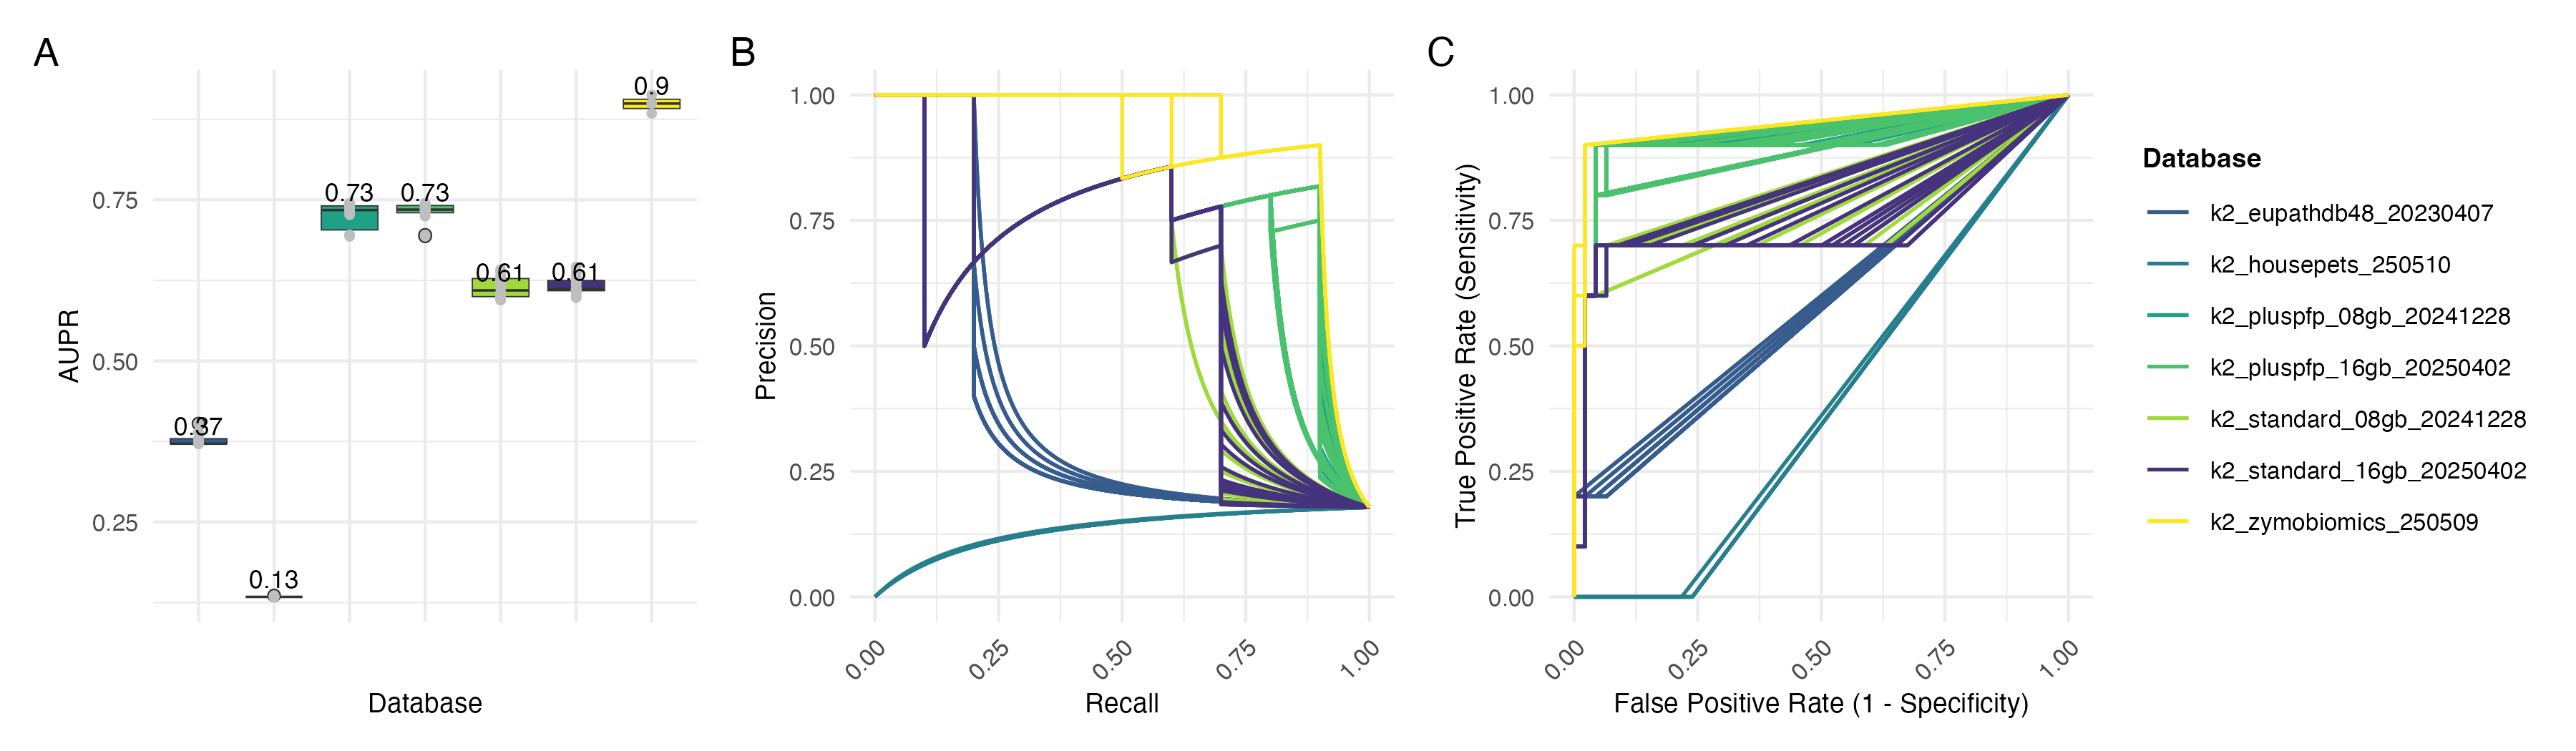 A
AUPR
0.75
0.50
0.25
0.37
0.13
0.73
0.73
0.61
0.61
0.9
Database
B
Precision
1.00
0.75
0.50
0.25
0.00
0.00
0.25
0.50
0.75
1.00
Recall
C
True Positive Rate (Sensitivity)
1.00
0.75
0.50
0.25
0.00
0.00
0.25
0.50
0.75
1.00
False Positive Rate (1 - Specificity)
Database
k2_eupathdb48_20230407
k2_housepets_250510
k2_pluspfp_08gb_20241228
k2_pluspfp_16gb_20250402
k2_standard_08gb_20241228
k2_standard_16gb_20250402
k2_zymobiomics_250509